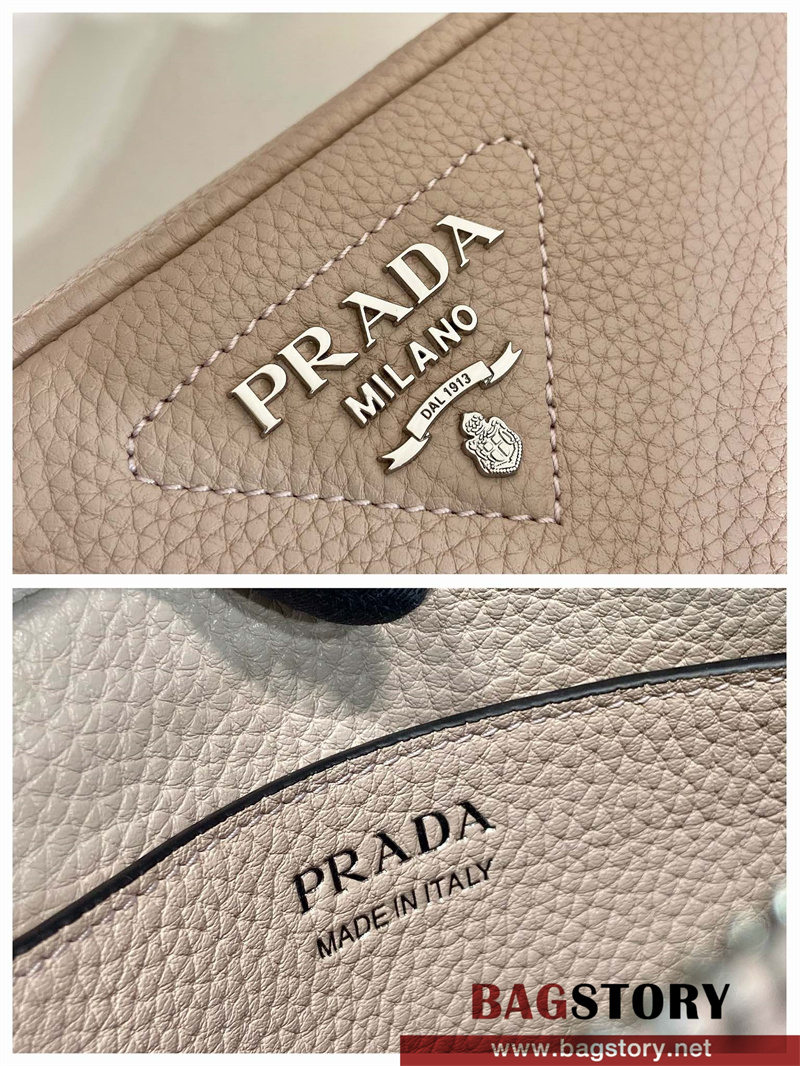 PRADA
MILANO
DAL 1913
PRADA
MADE IN ITALY
BAGSTORY
www.bagstory.net